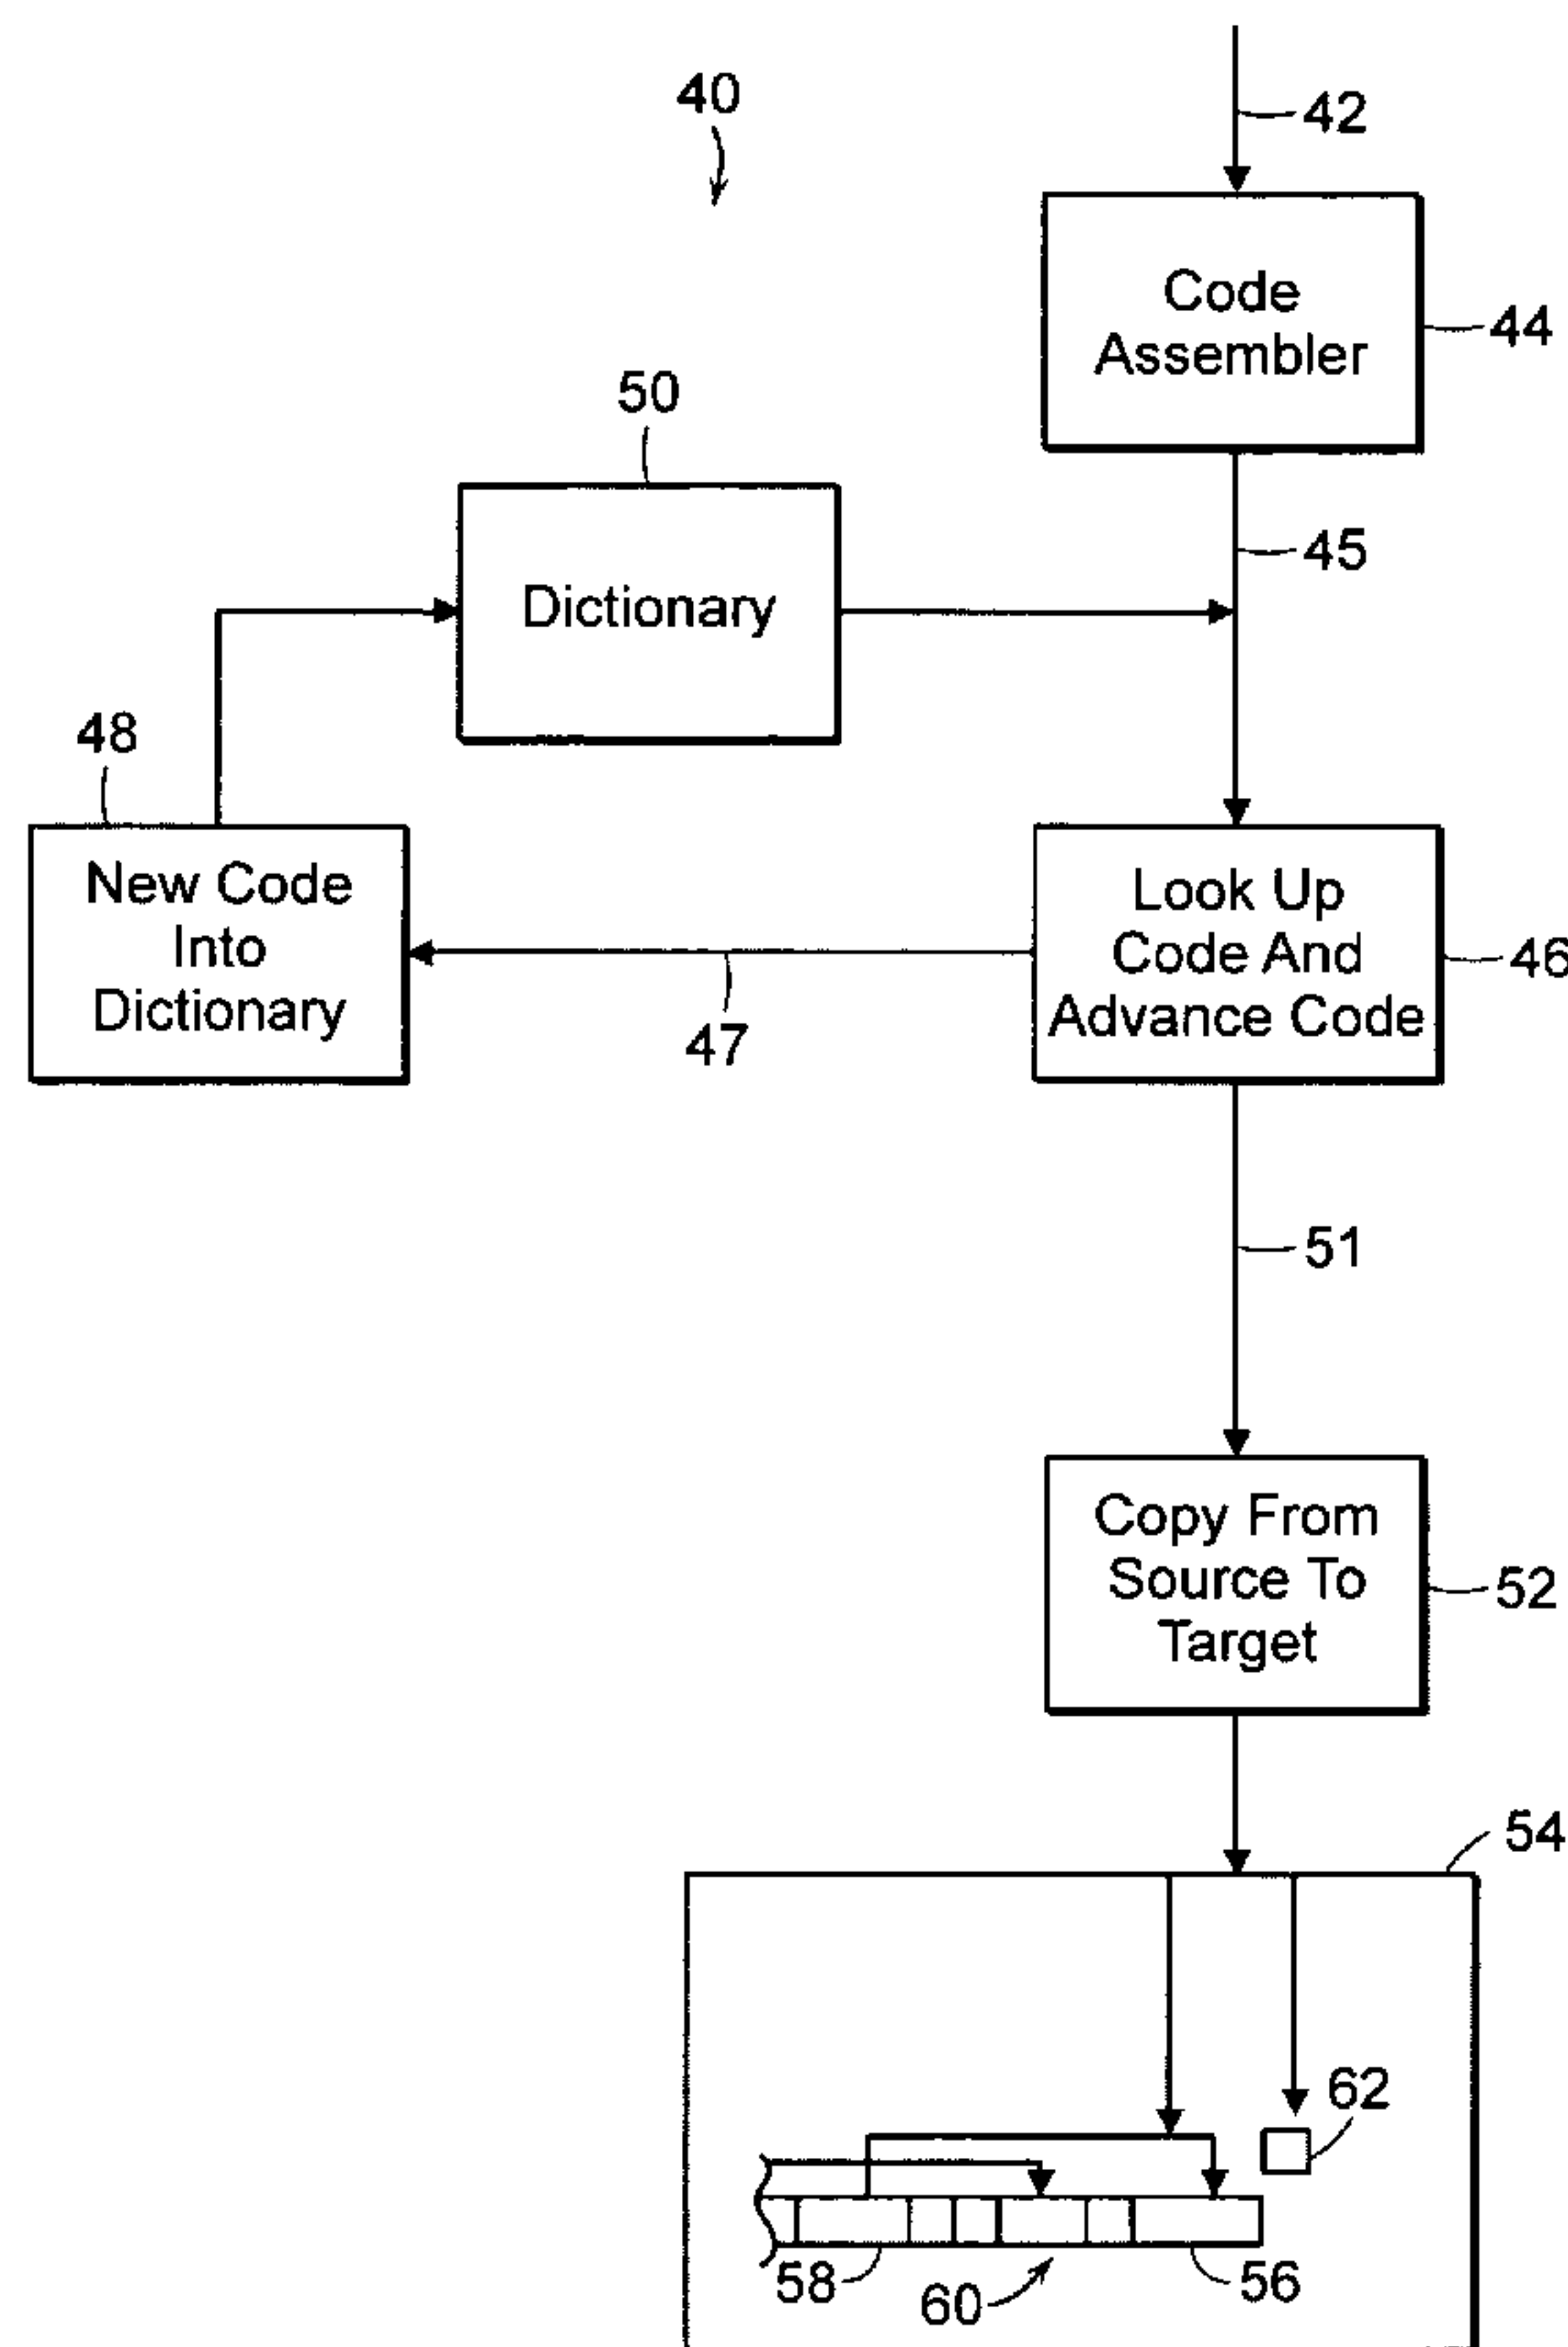 40
42
Code
Assembler
44
50
45
Dictionary
48
New Code
Into
Dictionary
Look Up
Code And
Advance Code
46
47
51
Copy From
Source To
Target
52
54
62
58
60
56